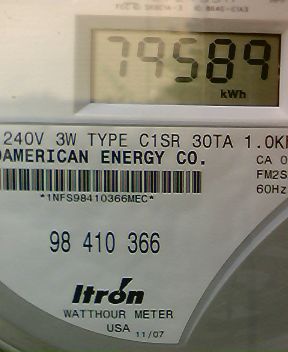 79589
kWh
240V 3W TYPE C1SR 30TA 1.0K
AMERICAN ENERGY CO.
CA 0
FM2S
60Hz
*1NFS98410366MEC*
98 410 366
Itrón
WATTHOUR METER
USA 11/07